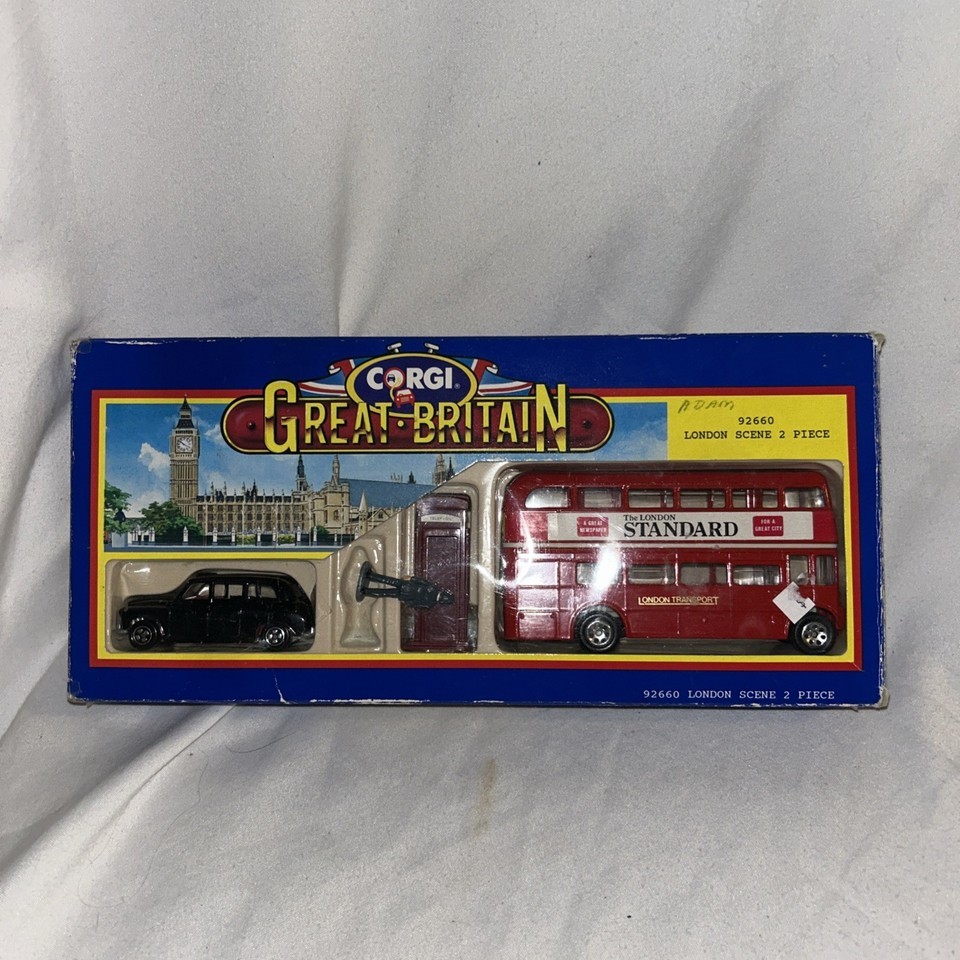 CORGI®
GREAT·BRITAIN
ADAM
92660
LONDON SCENE 2 PIECE
A GREAT
NEWSPAPER
The LONDON
STANDARD
FOR A
GREAT CITY
TELEPHONE
LONDON TRANSPORT
92660 LONDON SCENE 2 PIECE